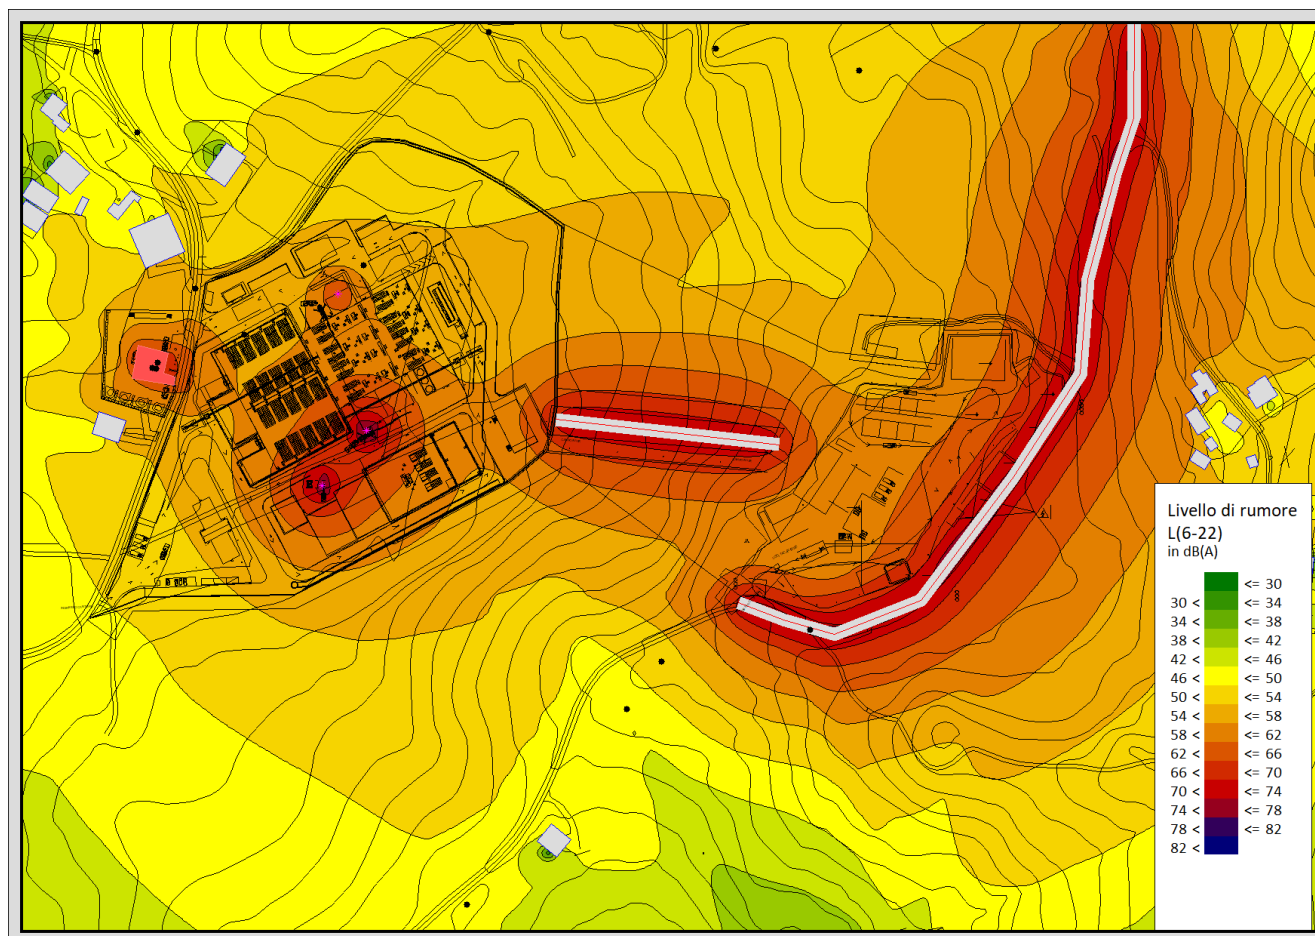 Livello di rumore
L(6-22)
in dB(A)
<= 30
30 < <= 34
34 < <= 38
38 < <= 42
42 < <= 46
46 < <= 50
50 < <= 54
54 < <= 58
58 < <= 62
62 < <= 66
66 < <= 70
70 < <= 74
74 < <= 78
78 < <= 82
82 <